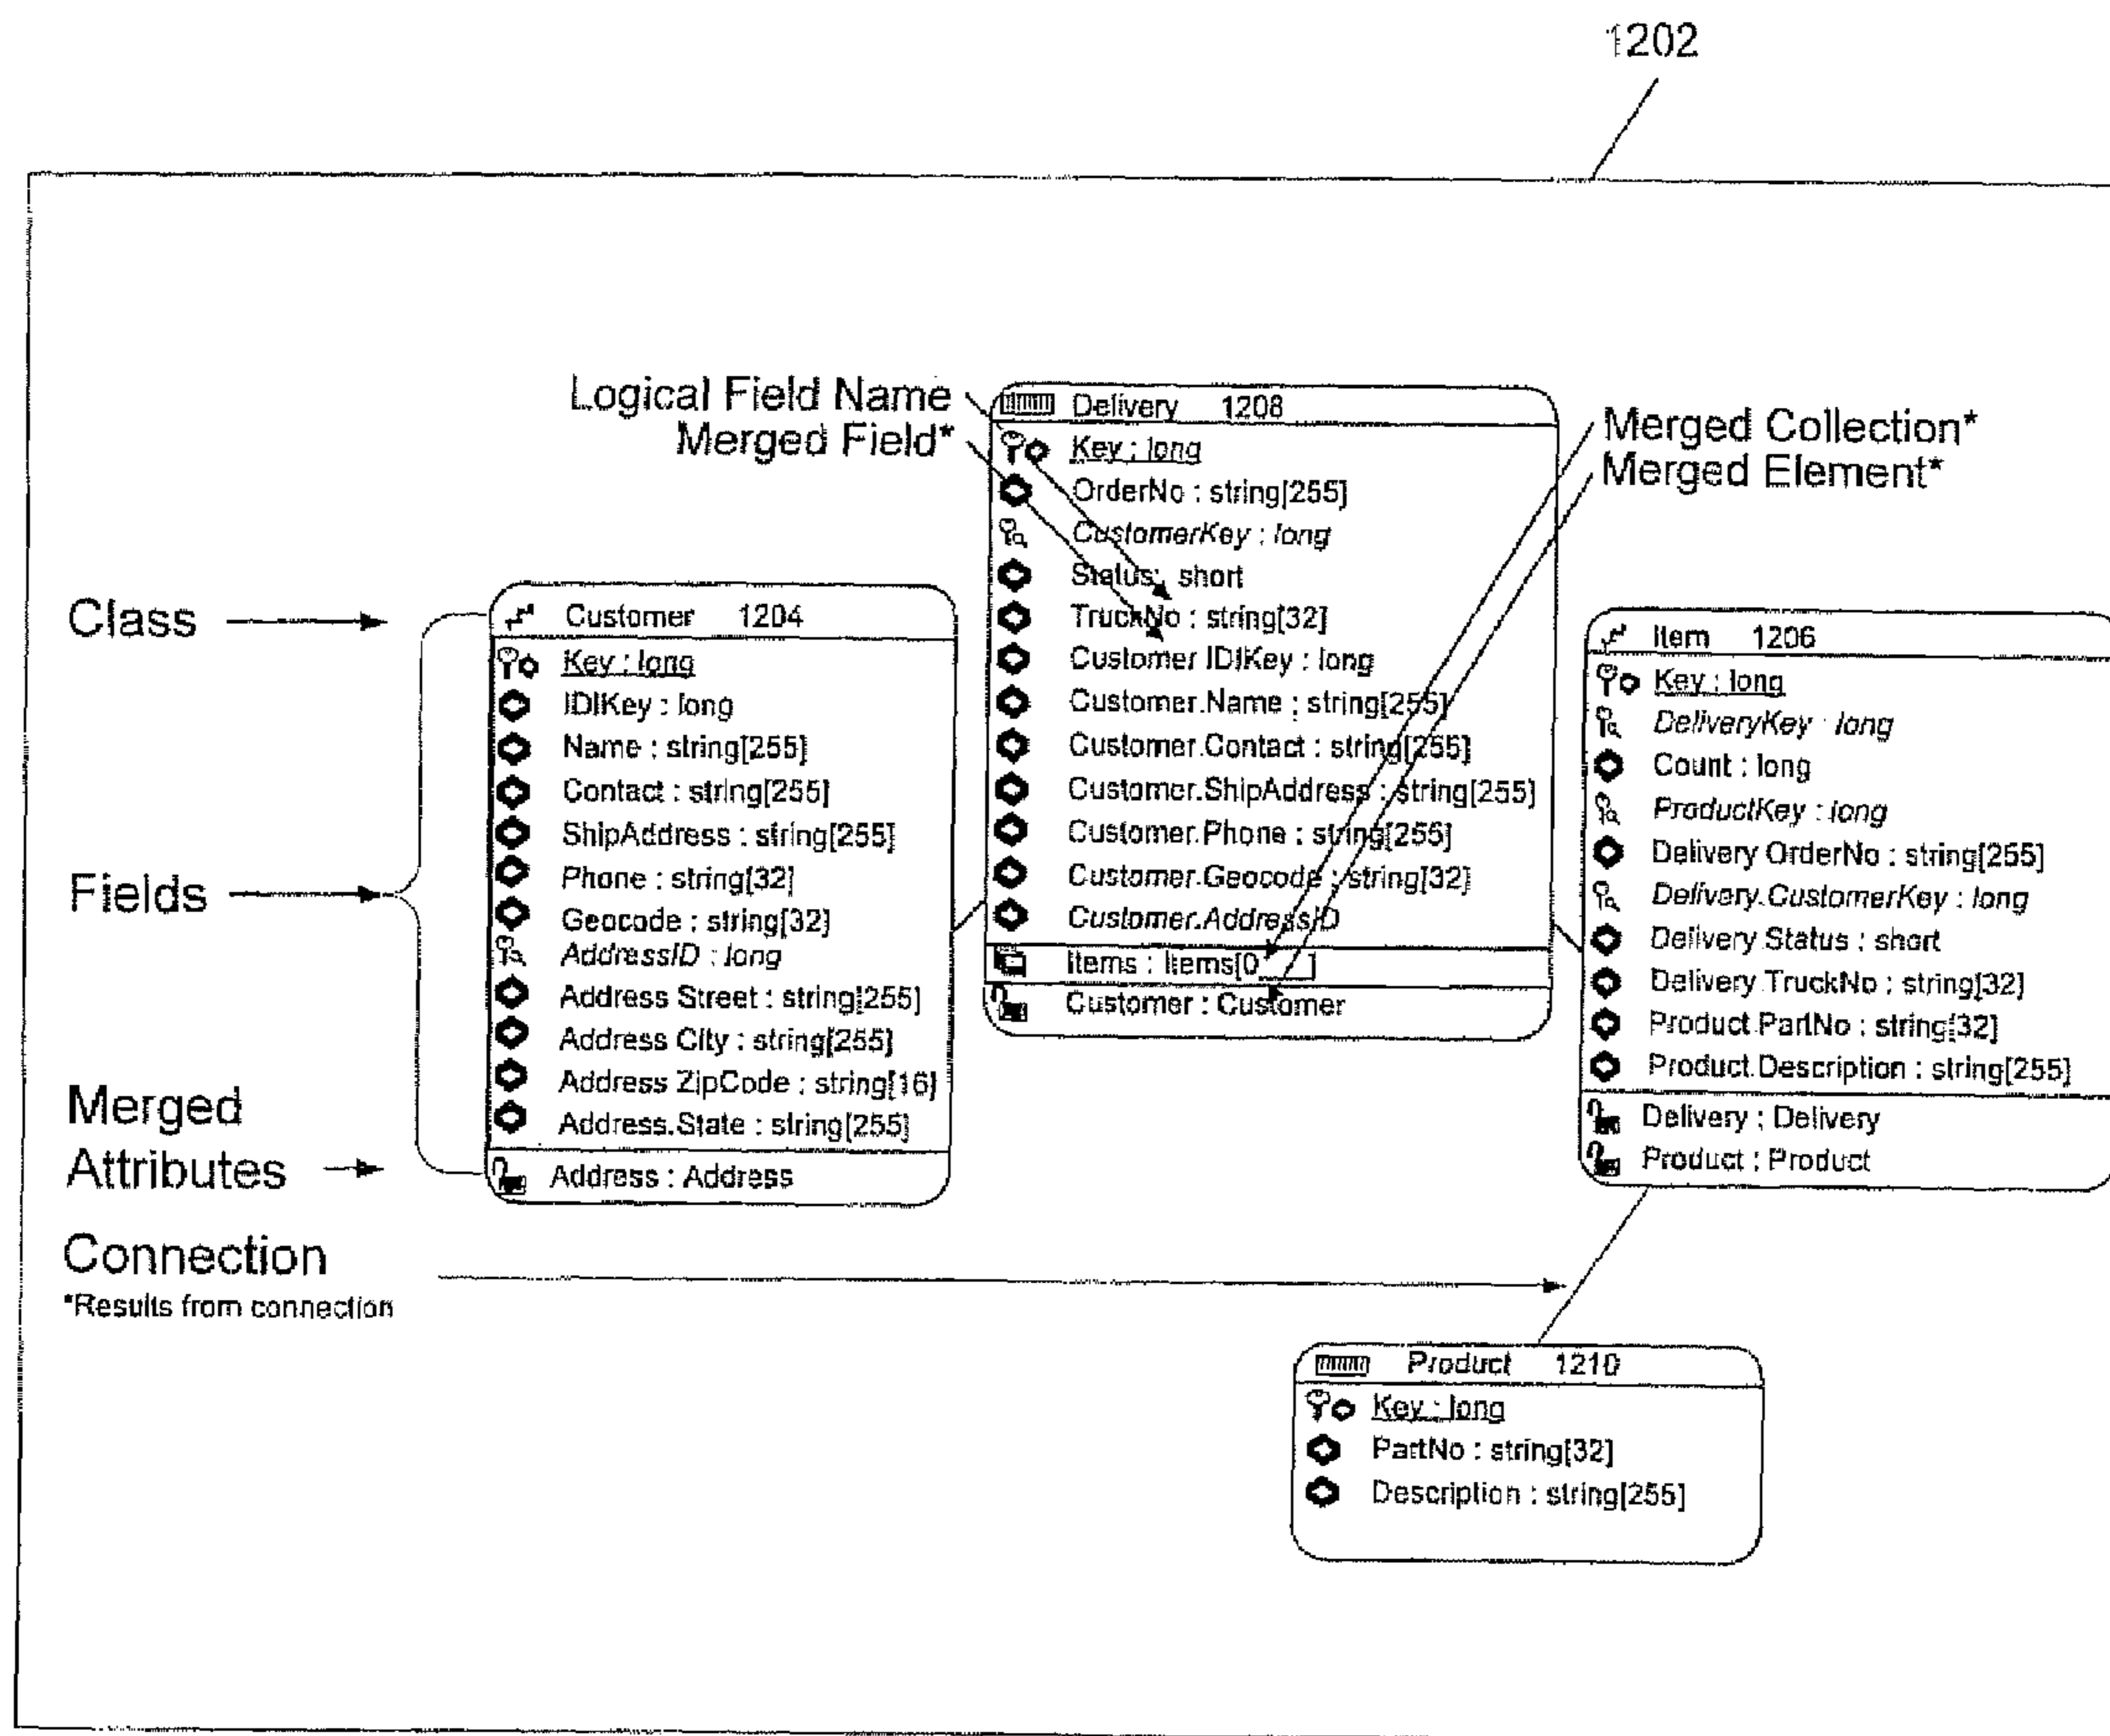 1202
Logical Field Name
Merged Field*
Merged Collection*
Merged Element*
Class
Fields
Merged
Attributes
Connection
*Results from connection
Customer 1204
Key : long
IDIKey : long
Name : string[255]
Contact : string[255]
ShipAddress : string[255]
Phone : string[32]
Geocode : string[32]
AddressID : long
Address Street : string[255]
Address City : string[255]
Address ZipCode : string[16]
Address.State : string[255]
Address : Address
Delivery 1208
Key : long
OrderNo : string[255]
CustomerKey : long
Status : short
TruckNo : string[32]
Customer IDIKey : long
Customer.Name : string[255]
Customer.Contact : string[255]
Customer.ShipAddress : string[255]
Customer.Phone : string[255]
Customer.Geocode : string[32]
Customer.AddressID
Items : Items[0____]
Customer : Customer
Item 1206
Key : long
DeliveryKey : long
Count : long
ProductKey : long
Delivery OrderNo : string[255]
Delivery.CustomerKey : long
Delivery Status : short
Delivery TruckNo : string[32]
Product PartNo : string[32]
Product.Description : string[255]
Delivery : Delivery
Product : Product
Product 1210
Key : long
PartNo : string[32]
Description : string[255]